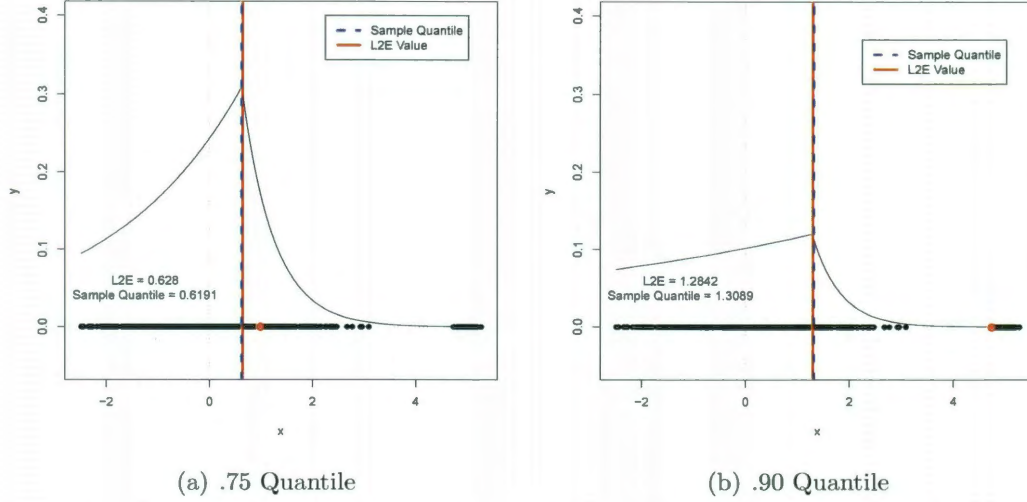 0.4
0.3
0.2
0.1
0.0
y
Sample Quantile
L2E Value
L2E = 0.628
Sample Quantile = 0.6191
−2 0 2 4
x
(a) .75 Quantile
0.4
0.3
0.2
0.1
0.0
y
Sample Quantile
L2E Value
L2E = 1.2842
Sample Quantile = 1.3089
−2 0 2 4
x
(b) .90 Quantile